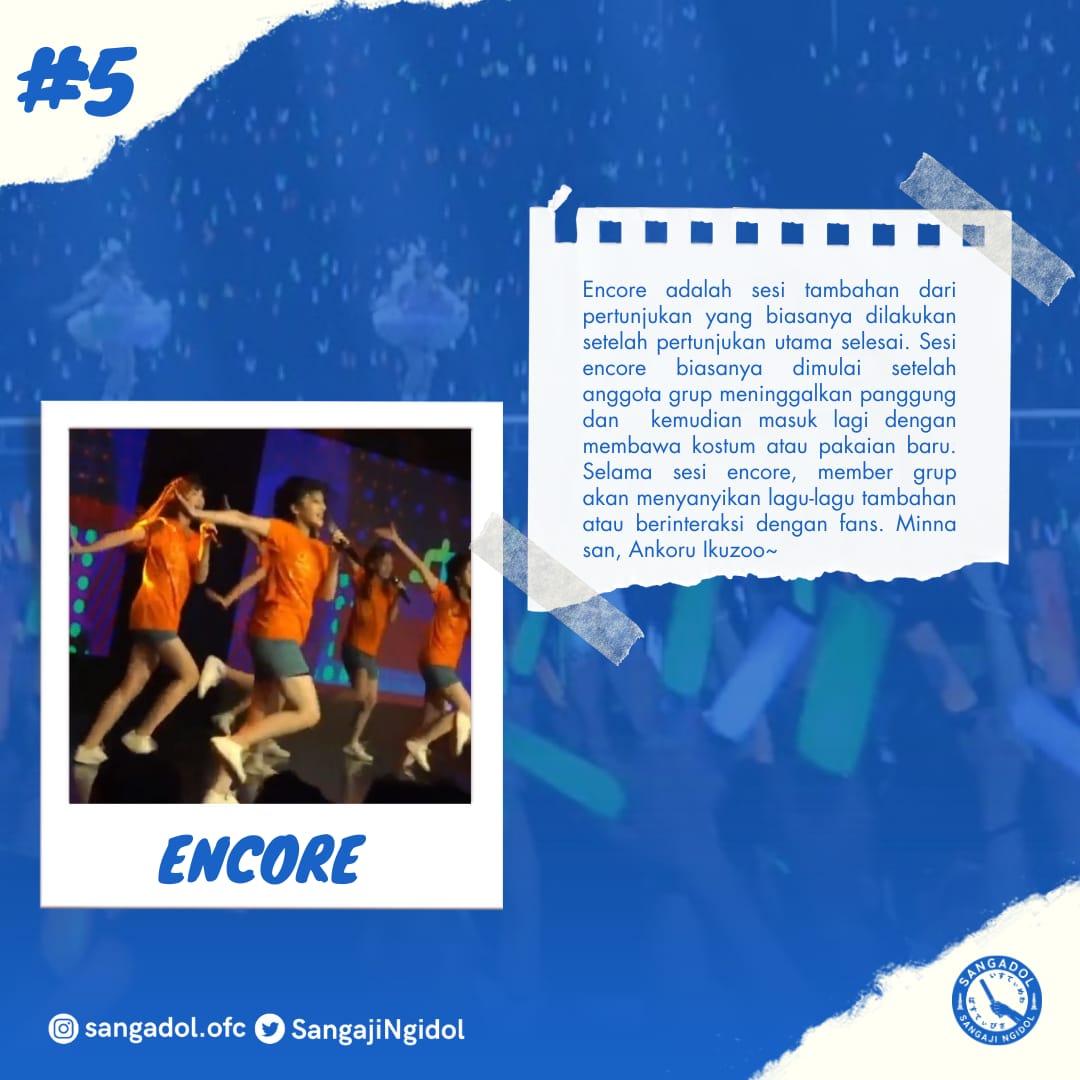 #5
Encore adalah sesi tambahan dari
pertunjukan yang biasanya dilakukan
setelah pertunjukan utama selesai. Sesi
encore biasanya dimulai setelah
anggota grup meninggalkan panggung
dan kemudian masuk lagi dengan
membawa kostum atau pakaian baru.
Selama sesi encore, member grup
akan menyanyikan lagu-lagu tambahan
atau berinteraksi dengan fans. Minna
san, Ankoru Ikuzoo~
ENCORE
sangadol.ofc SangajiNgidol
SANGADOL
SANGAJI NGIDOL